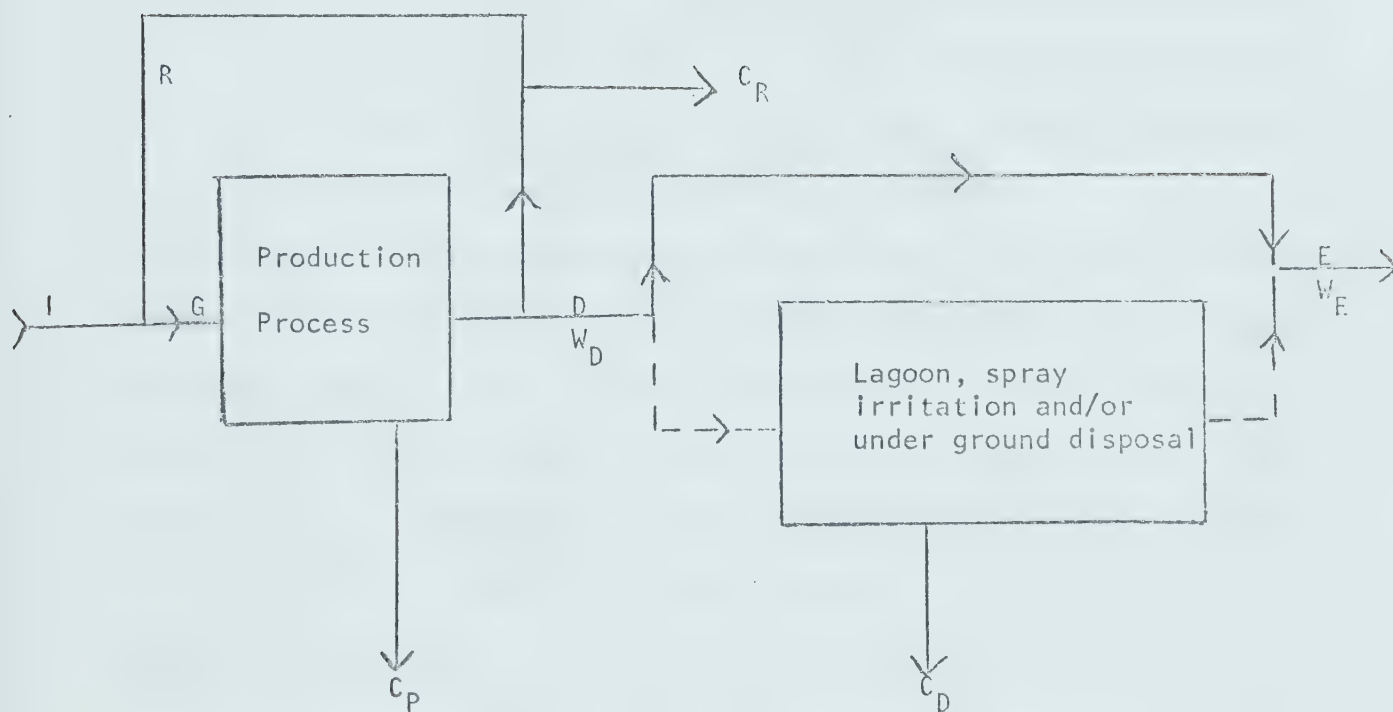 R
C_R
Production
Process
I
G
D
W_D
E
W_E
Lagoon, spray
irritation and/or
under ground disposal
C_P
C_D